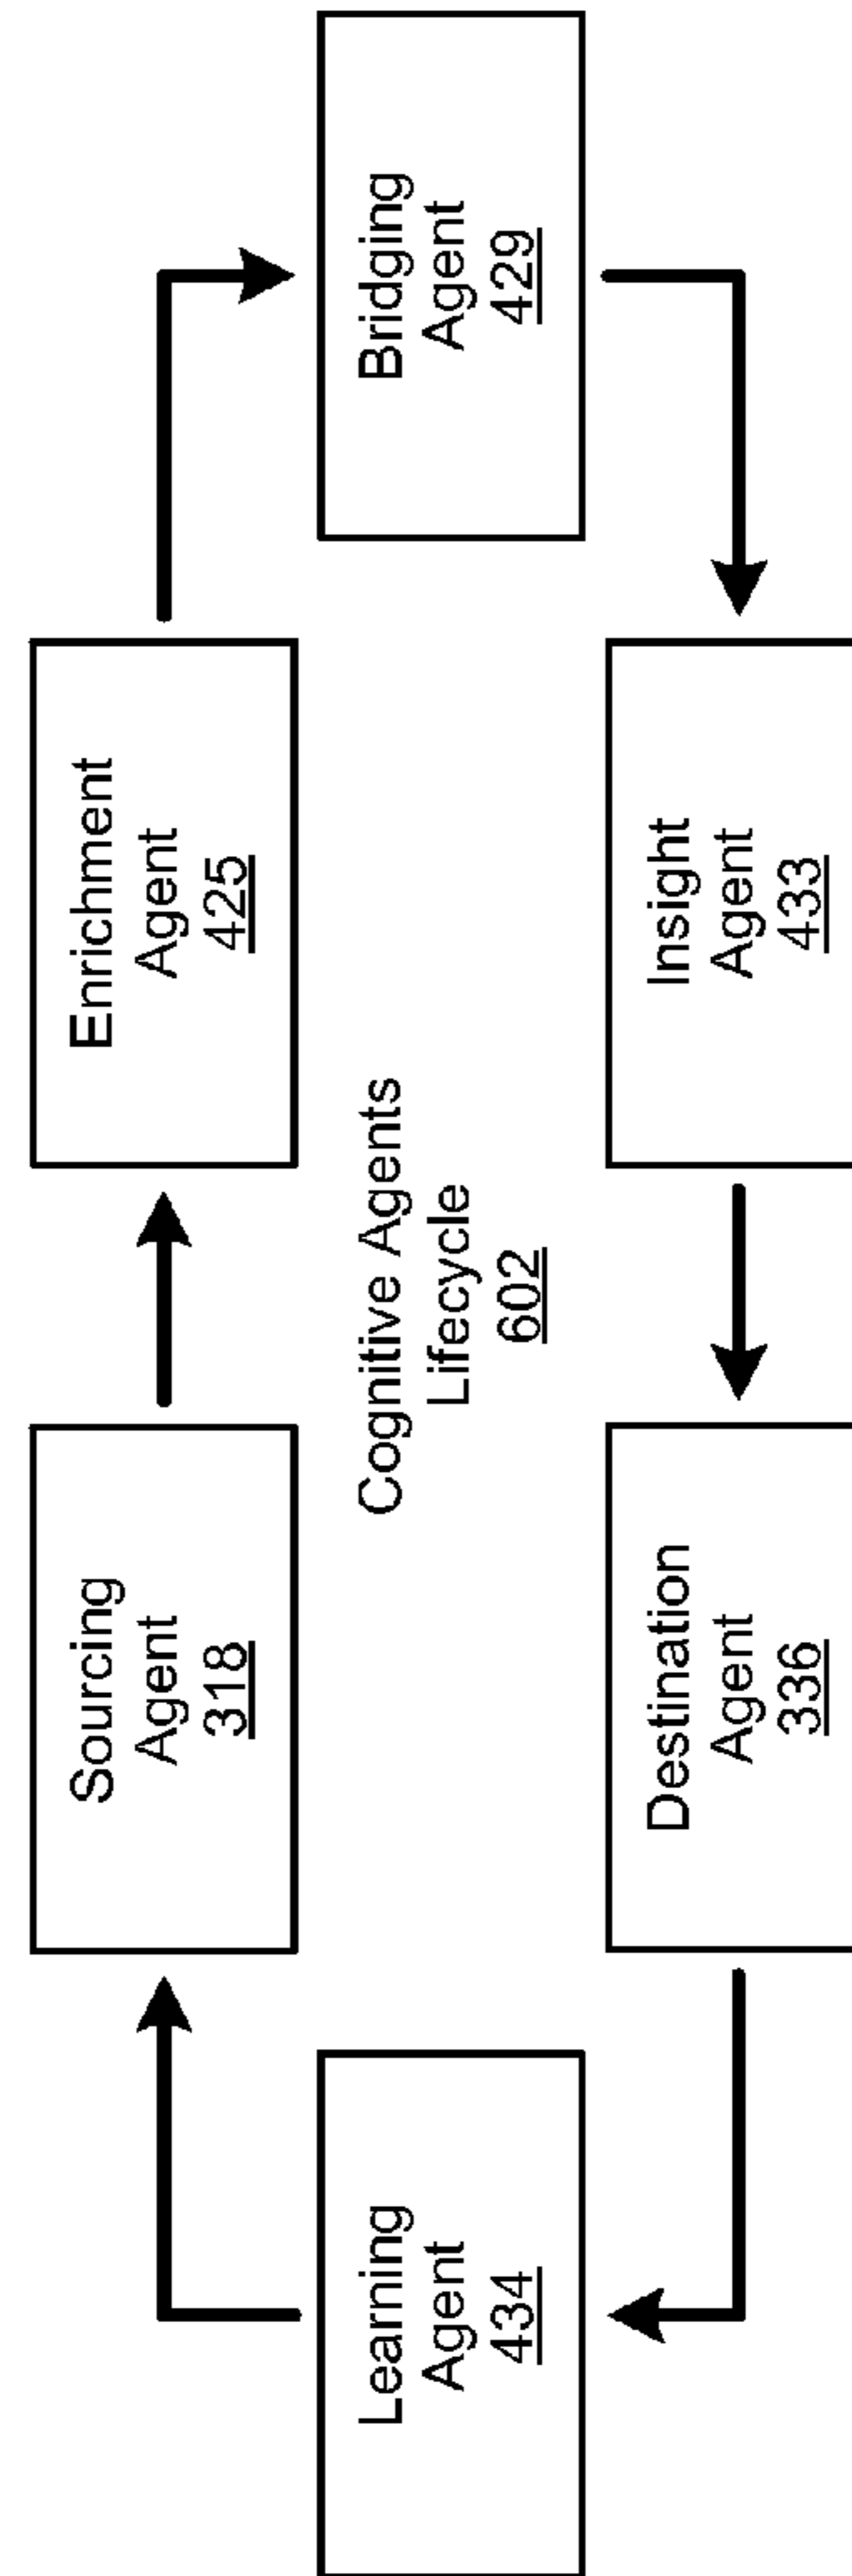 Sourcing
Agent
318
Enrichment
Agent
425
Learning
Agent
434
Cognitive Agents
Lifecycle
602
Bridging
Agent
429
Destination
Agent
336
Insight
Agent
433